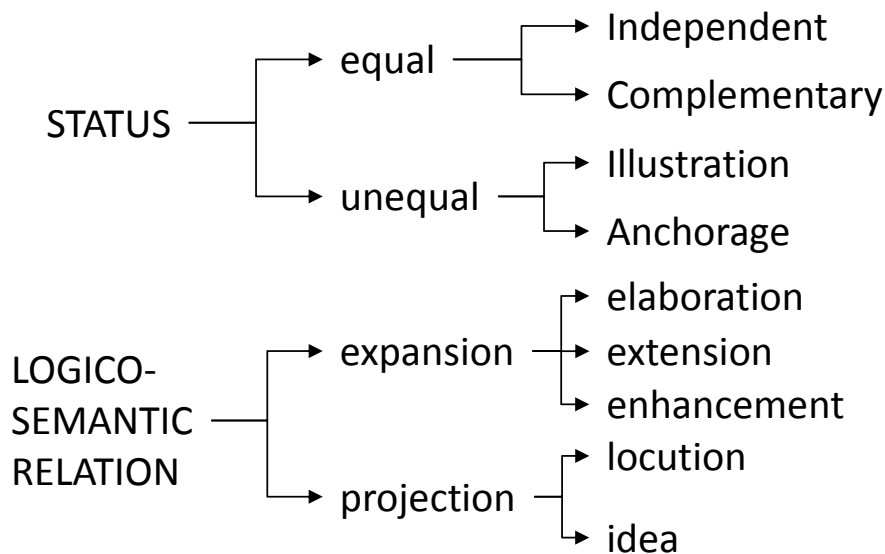 STATUS
equal
Independent
Complementary
unequal
Illustration
Anchorage
LOGICO-
SEMANTIC
RELATION
expansion
elaboration
extension
enhancement
projection
locution
idea